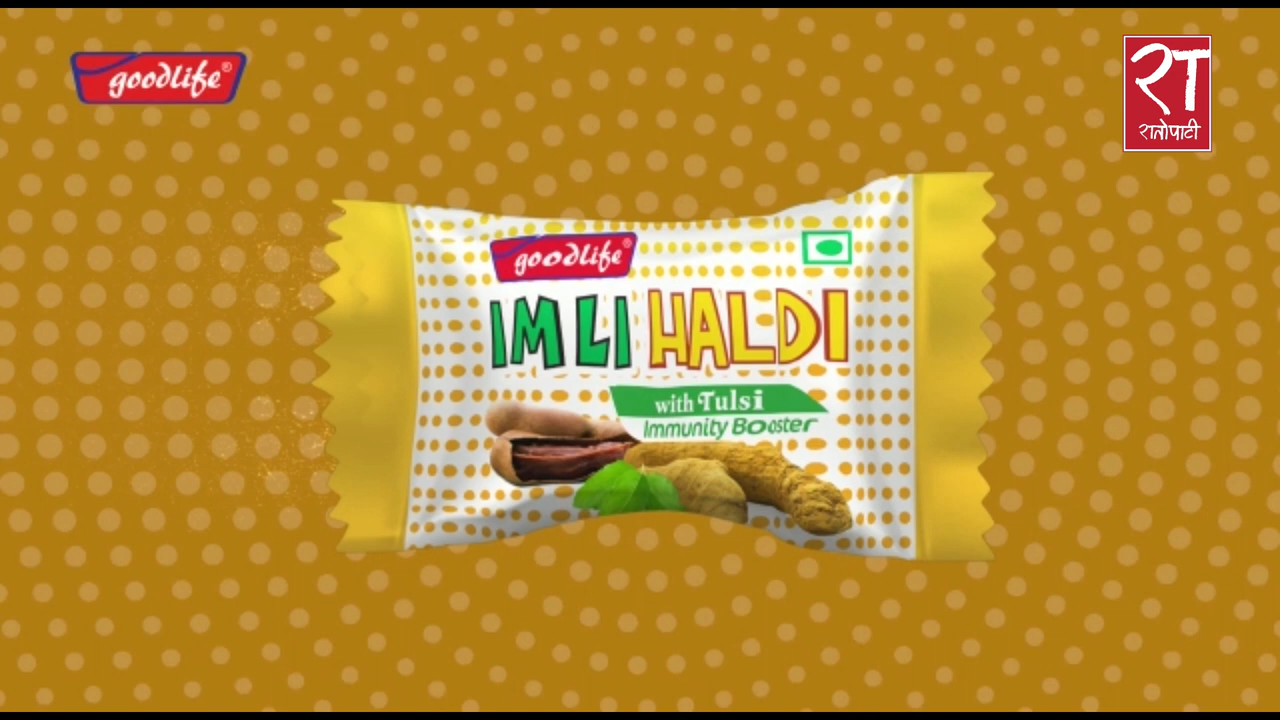 goodlife®
रा
रातोपाटी
goodlife®
IMLI HALDI
with Tulsi
Immunity Booster